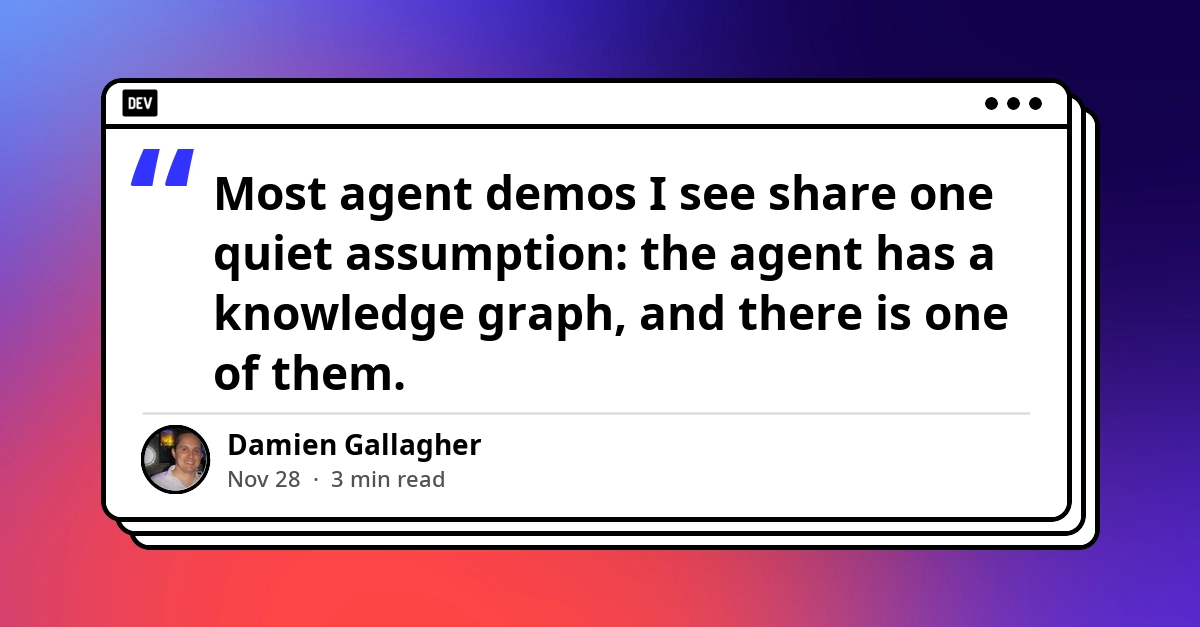 DEV
“
Most agent demos I see share one
quiet assumption: the agent has a
knowledge graph, and there is one
of them.
Damien Gallagher
Nov 28 · 3 min read